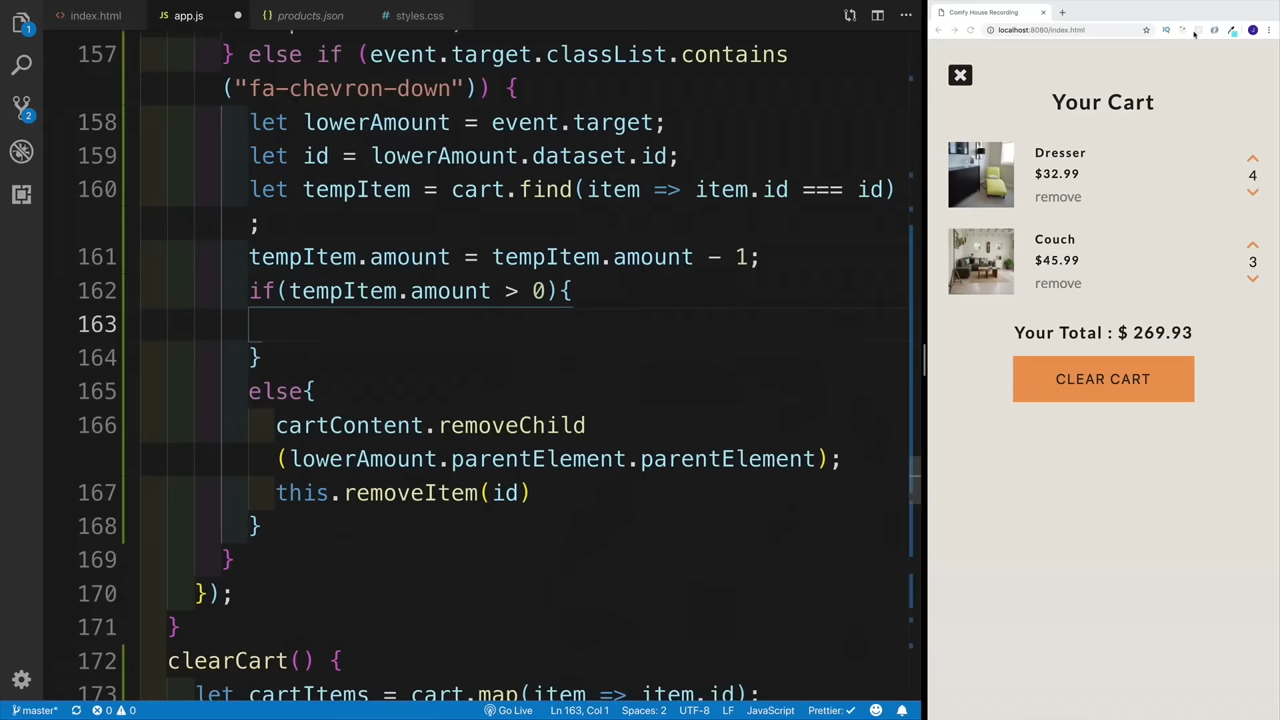 index.html
app.js
products.json
styles.css
Comfy House Recording
localhost:8080/index.html
157 } else if (event.target.classList.contains
("fa-chevron-down")) {
158 let lowerAmount = event.target;
159 let id = lowerAmount.dataset.id;
160 let tempItem = cart.find(item => item.id === id)
;
161 tempItem.amount = tempItem.amount - 1;
162 if(tempItem.amount > 0){
163
164 }
165 else{
166 cartContent.removeChild
(lowerAmount.parentElement.parentElement);
167 this.removeItem(id)
168 }
169 }
170 });
171 }
172 clearCart() {
173 let cartItems = cart.map(item => item.id);
1
2
master*
0 0
Go Live
Ln 163, Col 1
Spaces: 2
UTF-8
LF
JavaScript
Prettier: ✓
IQ
J
Your Cart
Dresser
$32.99
remove
4
Couch
$45.99
remove
3
Your Total : $ 269.93
CLEAR CART